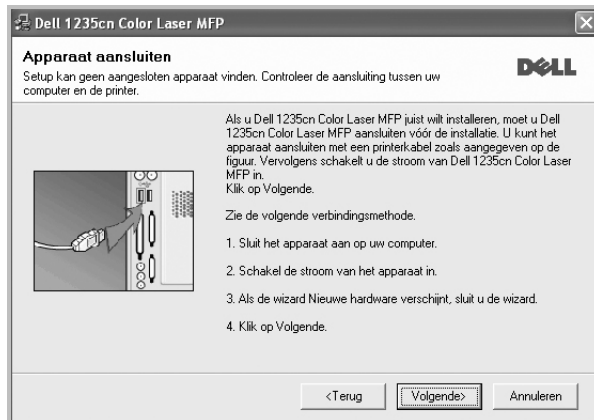 Dell 1235cn Color Laser MFP
Apparaat aansluiten
Setup kan geen aangesloten apparaat vinden. Controleer de aansluiting tussen uw
computer en de printer.
DELL
Als u Dell 1235cn Color Laser MFP juist wilt installeren, moet u Dell
1235cn Color Laser MFP aansluiten vóór de installatie. U kunt het
apparaat aansluiten met een printerkabel zoals aangegeven op de
figuur. Vervolgens schakelt u de stroom van Dell 1235cn Color Laser
MFP in.
Klik op Volgende.
Zie de volgende verbindingsmethode.
1. Sluit het apparaat aan op uw computer.
2. Schakel de stroom van het apparaat in.
3. Als de wizard Nieuwe hardware verschijnt, sluit u de wizard.
4. Klik op Volgende.
<Terug
Volgende>
Annuleren